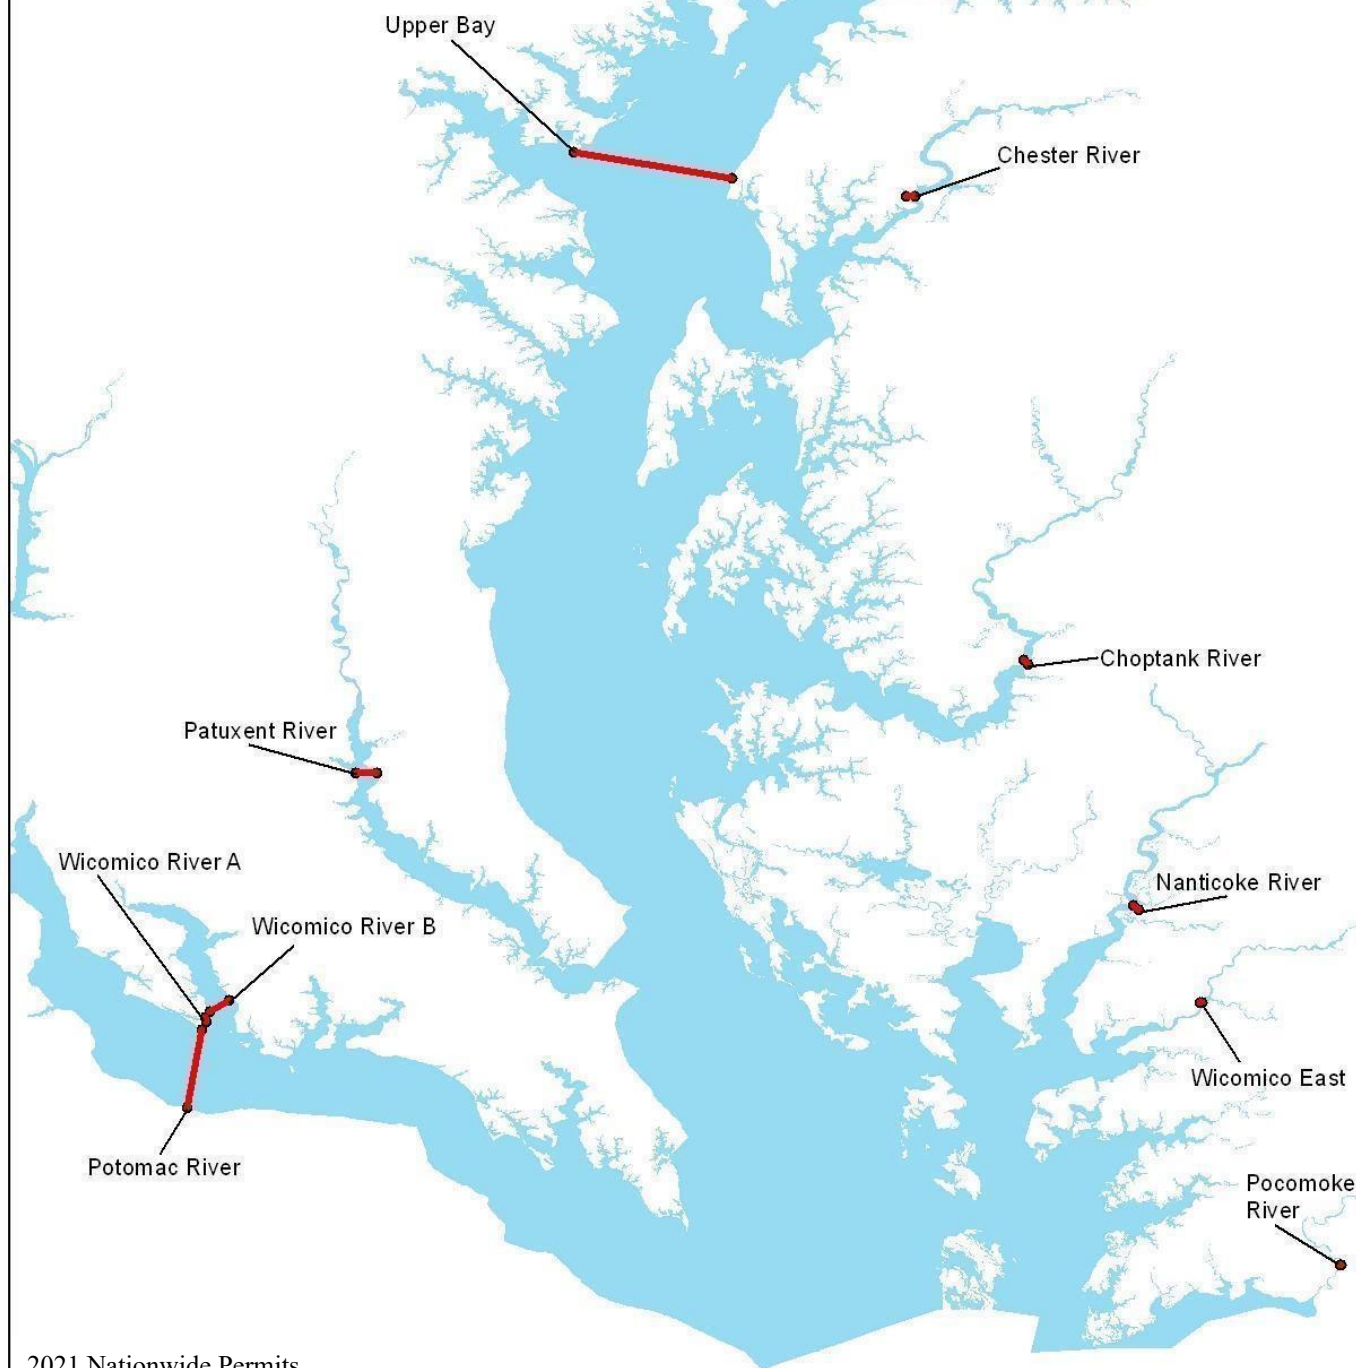 Upper Bay
Chester River
Choptank River
Patuxent River
Wicomico River A
Nanticoke River
Wicomico River B
Wicomico East
Potomac River
Pocomoke
River
2021 Nationwide Permits